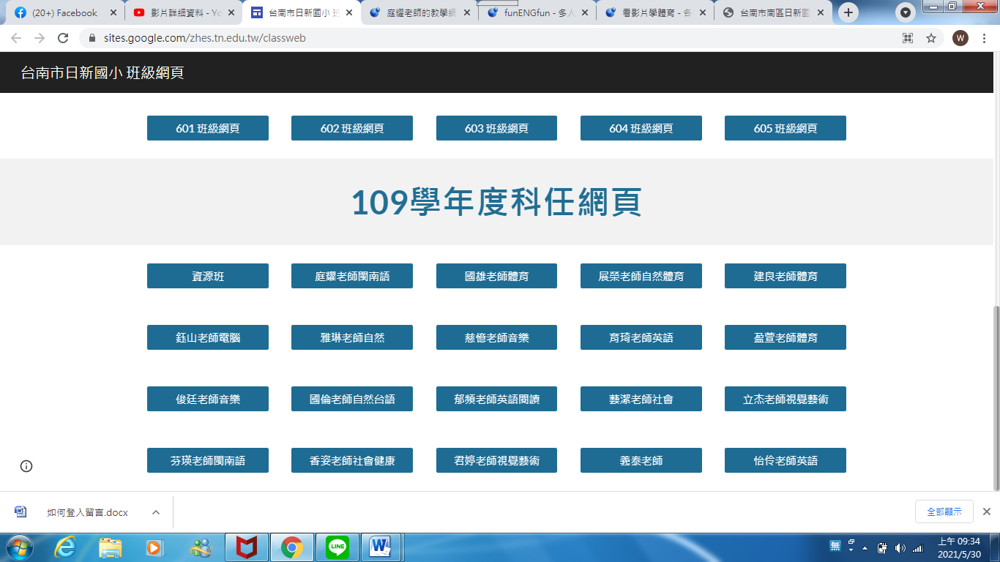 (20+) Facebook
影片詳細資料 - Yo
台南市日新國小 班
庭耀老師的教學網
funENGfun - 多人
看影片學體育 - 各
台南市南區日新國
sites.google.com/zhes.tn.edu.tw/classweb
W
台南市日新國小 班級網頁
601 班級網頁
602 班級網頁
603 班級網頁
604 班級網頁
605 班級網頁
109學年度科任網頁
資源班
庭耀老師閩南語
國雄老師體育
展榮老師自然體育
建良老師體育
鈺山老師電腦
雅琳老師自然
慈憶老師音樂
育琦老師英語
盈萱老師體育
俊廷老師音樂
國倫老師自然台語
郁頻老師英語閱讀
藝潔老師社會
立杰老師視覺藝術
芬瑛老師閩南語
香姿老師社會健康
君婷老師視覺藝術
義泰老師
怡伶老師英語
如何登入留言.docx
全部顯示
LINE
無
上午 09:34
2021/5/30